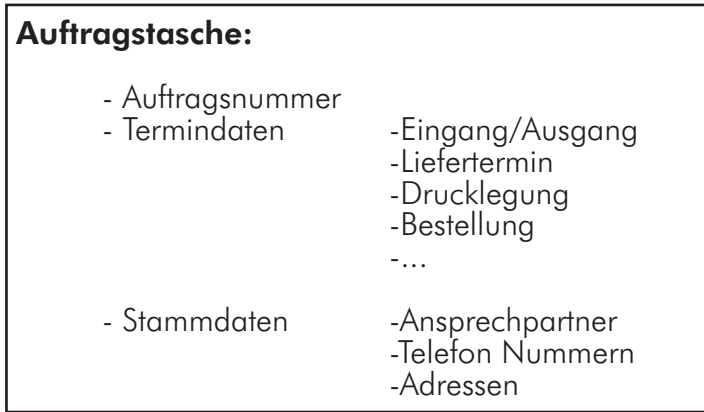 Auftragstasche:
- Auftragsnummer
- Termindaten -Eingang/Ausgang
-Liefertermin
-Drucklegung
-Bestellung
-...
- Stammdaten -Ansprechpartner
-Telefon Nummern
-Adressen